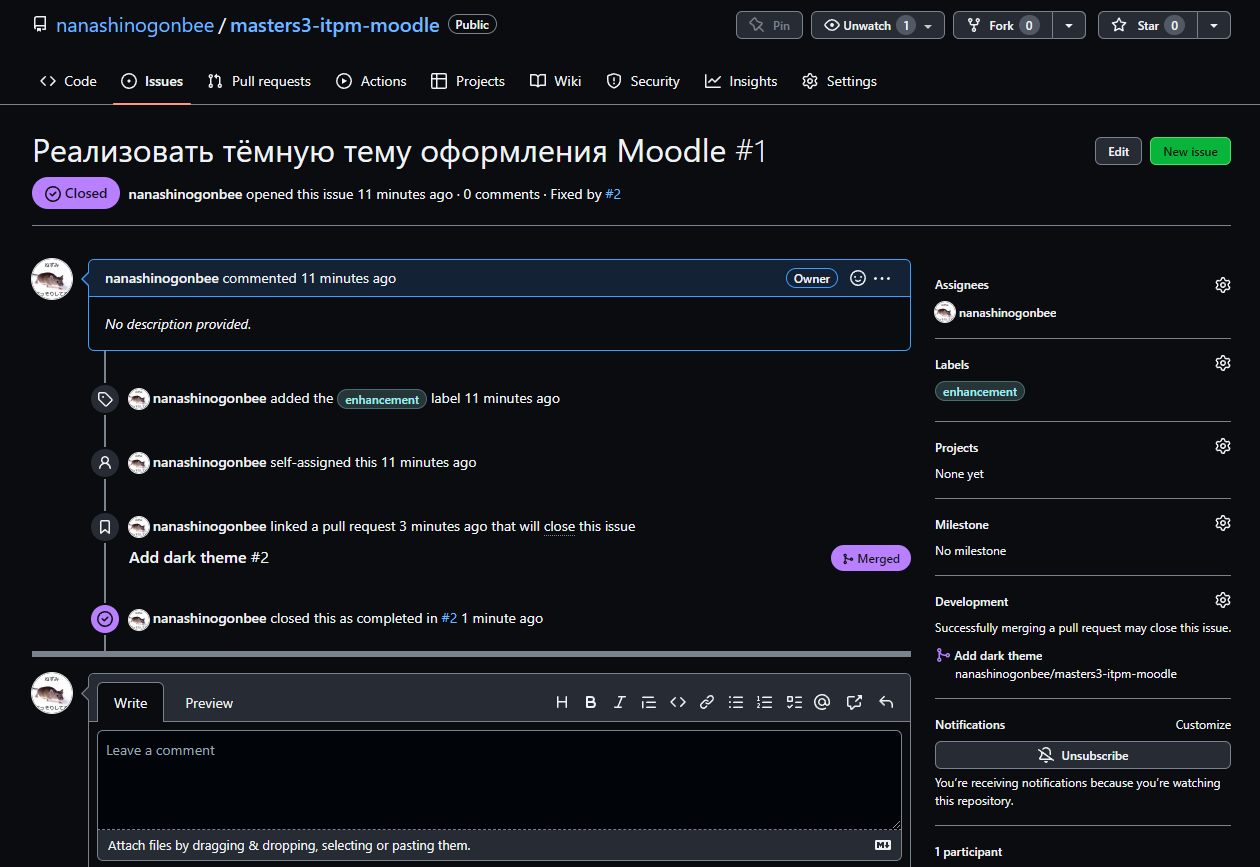 nanashinogonbee / masters3-itpm-moodle Public
Pin Unwatch 1 Fork 0 Star 0
Code Issues Pull requests Actions Projects Wiki Security Insights Settings
Реализовать тёмную тему оформления Moodle #1
Edit New issue
Closed nanashinogonbee opened this issue 11 minutes ago · 0 comments · Fixed by #2
nanashinogonbee commented 11 minutes ago Owner
No description provided.
nanashinogonbee added the enhancement label 11 minutes ago
nanashinogonbee self-assigned this 11 minutes ago
nanashinogonbee linked a pull request 3 minutes ago that will close this issue
Add dark theme #2 Merged
nanashinogonbee closed this as completed in #2 1 minute ago
Write Preview
H B I
Leave a comment
Attach files by dragging & dropping, selecting or pasting them.
Assignees
nanashinogonbee
Labels
enhancement
Projects
None yet
Milestone
No milestone
Development
Successfully merging a pull request may close this issue.
Add dark theme
nanashinogonbee/masters3-itpm-moodle
Notifications Customize
Unsubscribe
You're receiving notifications because you're watching
this repository.
1 participant